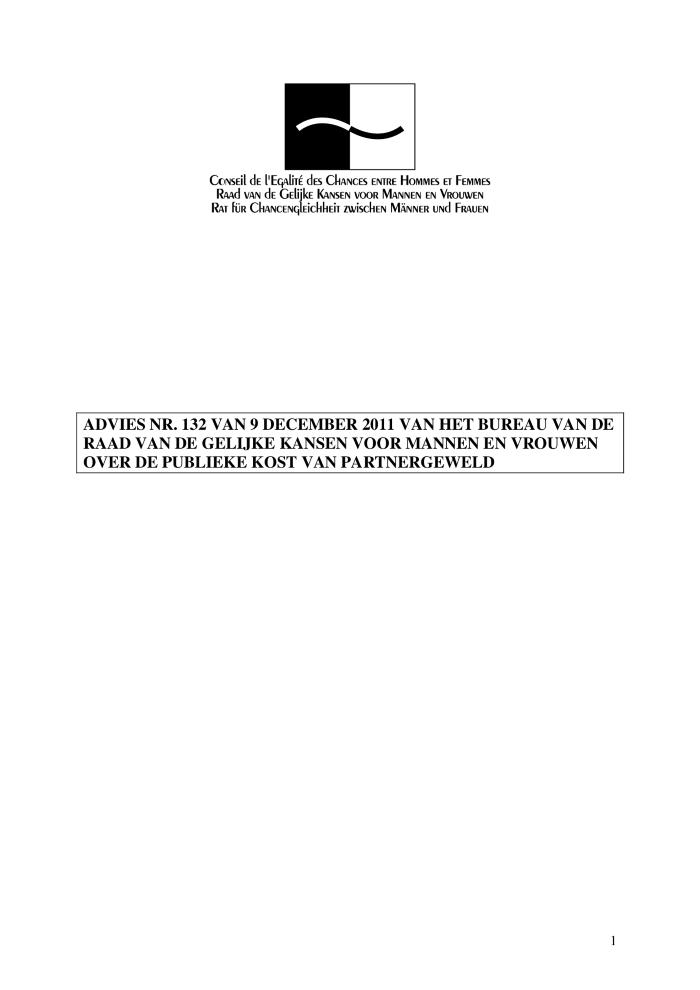 Conseil de l'Egalité des Chances entre Hommes et Femmes
Raad van de Gelijke Kansen voor Mannen en Vrouwen
Rat für Chancengleichheit zwischen Männer und Frauen
ADVIES NR. 132 VAN 9 DECEMBER 2011 VAN HET BUREAU VAN DE
RAAD VAN DE GELIJKE KANSEN VOOR MANNEN EN VROUWEN
OVER DE PUBLIEKE KOST VAN PARTNERGEWELD
1